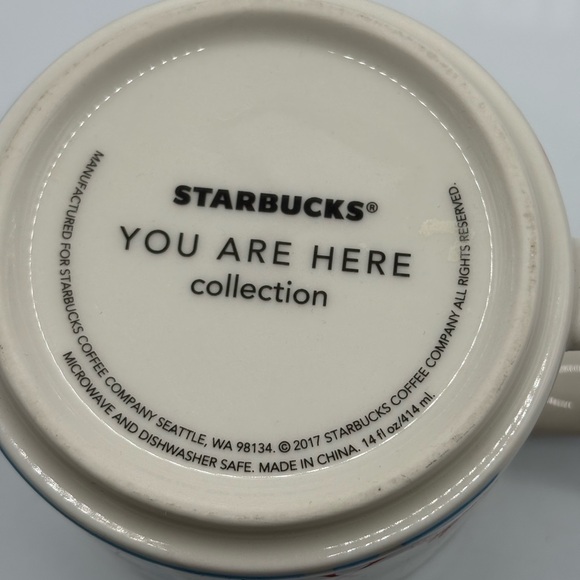 STARBUCKS®
YOU ARE HERE
collection
MANUFACTURED FOR STARBUCKS COFFEE COMPANY SEATTLE, WA 98134. © 2017 STARBUCKS COFFEE COMPANY ALL RIGHTS RESERVED.
MICROWAVE AND DISHWASHER SAFE. MADE IN CHINA. 14 fl oz/414 ml.